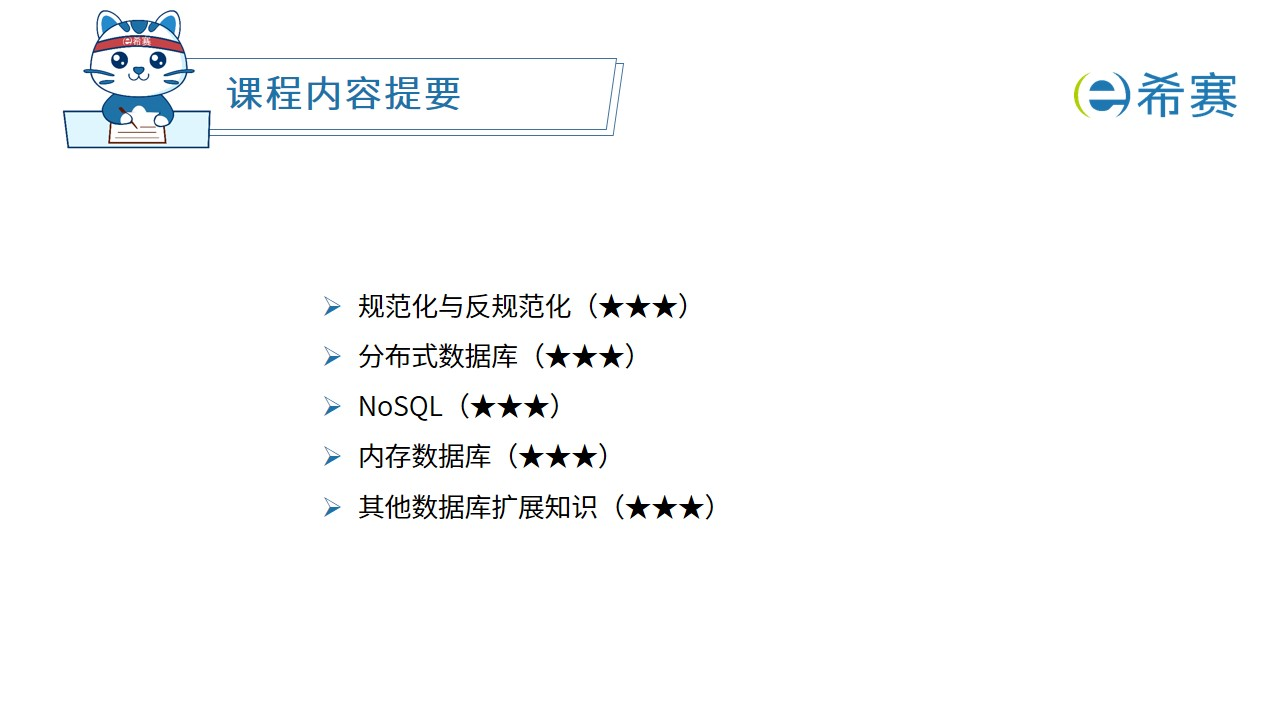 希赛
课程内容提要
希赛
规范化与反规范化（★★★）
分布式数据库（★★★）
NoSQL（★★★）
内存数据库（★★★）
其他数据库扩展知识（★★★）